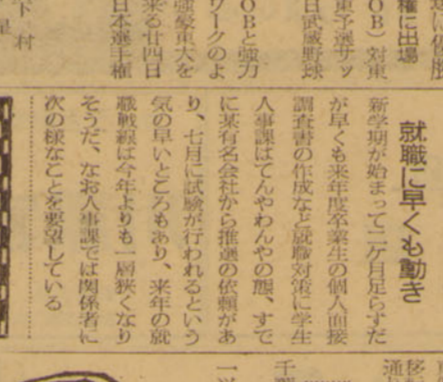 権に出場
OB）対東
東予選サッ
日武蔵野球
OBと強力
ワークのよ
強豪東大を
来る廿四日
日本選手権
下村
就職に早くも動き
新学期が始まって二ケ月足らずだ
が早くも来年度卒業生の個人面接
調査書の作成など就職対策に学生
人事課はてんやわんやの態、すで
に某有名会社から推選の依頼があ
り、七月に試験が行われるという
気の早いところもあり、来年の就
職戦線は今年よりも一層狭くなり
そうだ、なお人事課では関係者に
次の様なことを要望している